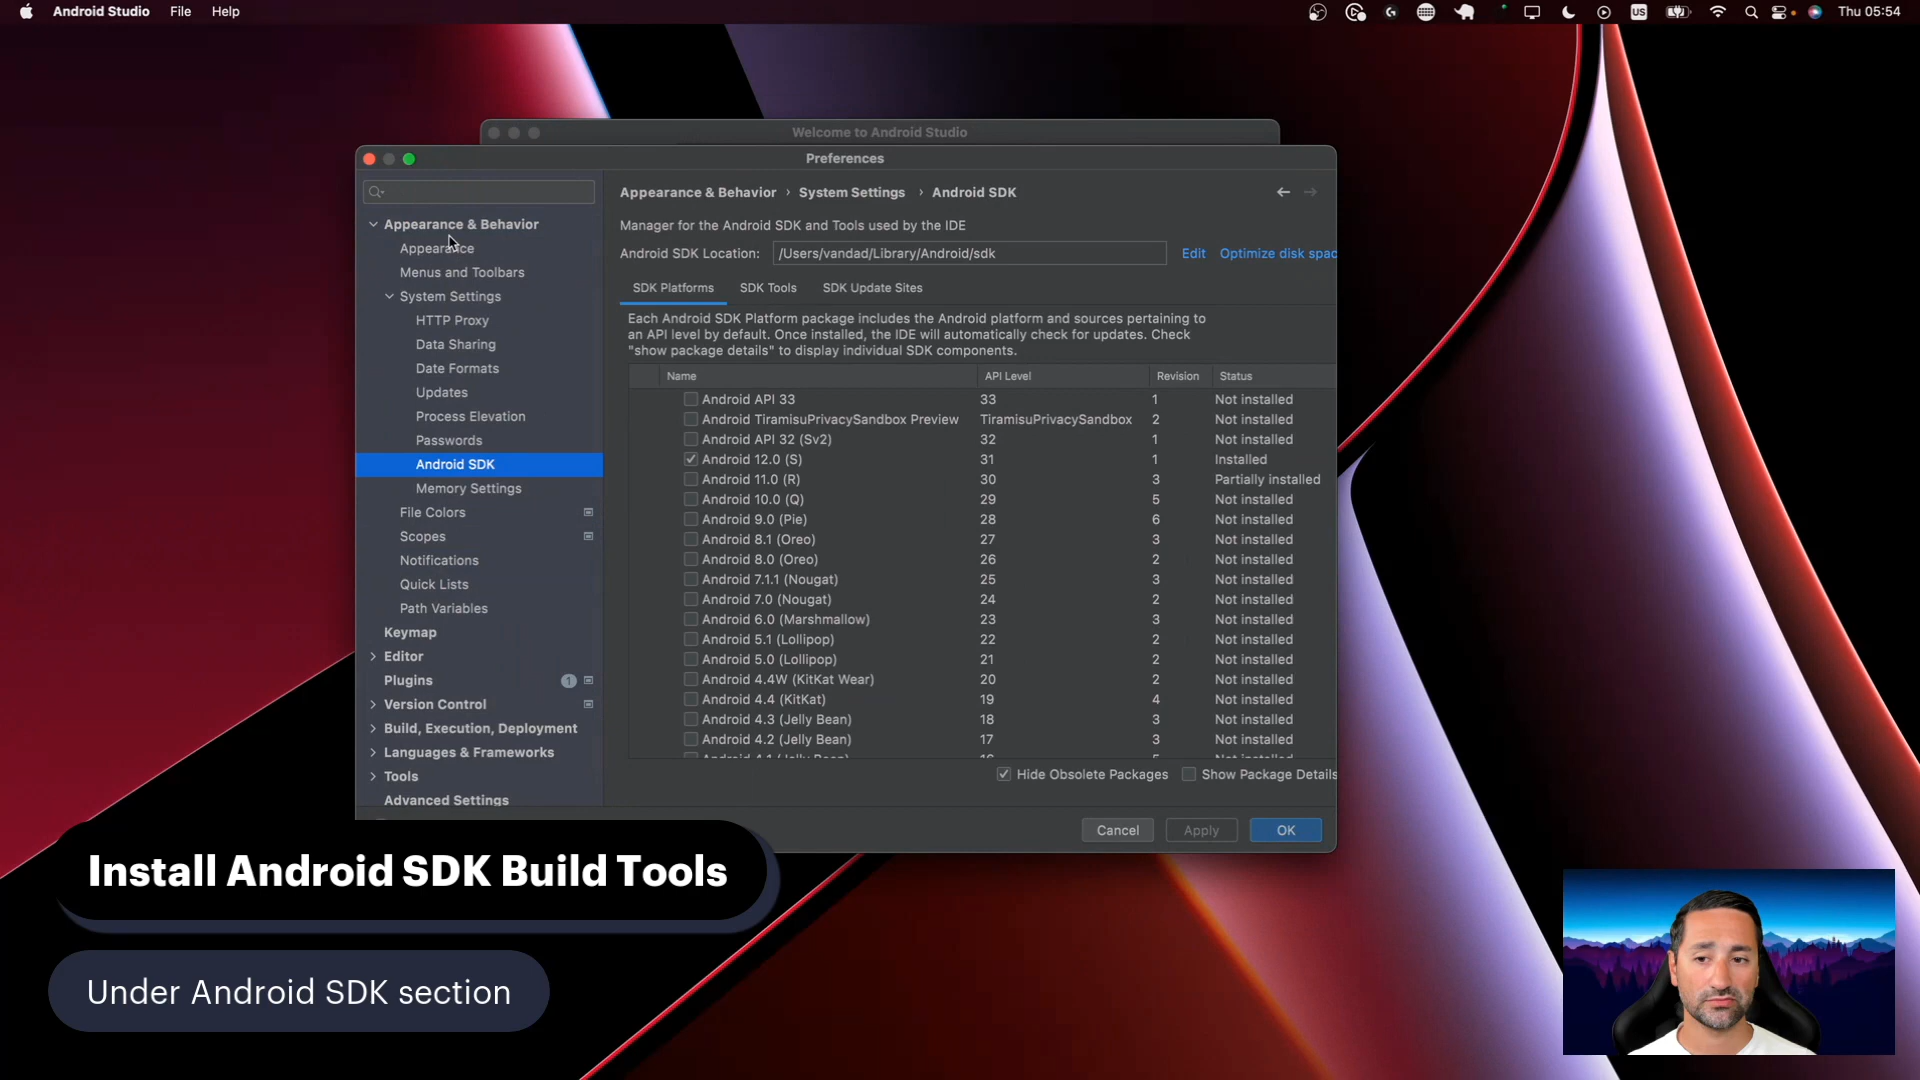 Android Studio File Help
US Thu 05:54
Welcome to Android Studio
Preferences
Appearance & Behavior
Appearance
Menus and Toolbars
System Settings
HTTP Proxy
Data Sharing
Date Formats
Updates
Process Elevation
Passwords
Android SDK
Memory Settings
File Colors
Scopes
Notifications
Quick Lists
Path Variables
Keymap
Editor
Plugins 1
Version Control
Build, Execution, Deployment
Languages & Frameworks
Tools
Advanced Settings
Appearance & Behavior › System Settings › Android SDK
Manager for the Android SDK and Tools used by the IDE
Android SDK Location: /Users/vandad/Library/Android/sdk Edit Optimize disk spac
SDK Platforms SDK Tools SDK Update Sites
Each Android SDK Platform package includes the Android platform and sources pertaining to
an API level by default. Once installed, the IDE will automatically check for updates. Check
"show package details" to display individual SDK components.
Name API Level Revision Status
Android API 33 33 1 Not installed
Android TiramisuPrivacySandbox Preview TiramisuPrivacySandbox 2 Not installed
Android API 32 (Sv2) 32 1 Not installed
Android 12.0 (S) 31 1 Installed
Android 11.0 (R) 30 3 Partially installed
Android 10.0 (Q) 29 5 Not installed
Android 9.0 (Pie) 28 6 Not installed
Android 8.1 (Oreo) 27 3 Not installed
Android 8.0 (Oreo) 26 2 Not installed
Android 7.1.1 (Nougat) 25 3 Not installed
Android 7.0 (Nougat) 24 2 Not installed
Android 6.0 (Marshmallow) 23 3 Not installed
Android 5.1 (Lollipop) 22 2 Not installed
Android 5.0 (Lollipop) 21 2 Not installed
Android 4.4W (KitKat Wear) 20 2 Not installed
Android 4.4 (KitKat) 19 4 Not installed
Android 4.3 (Jelly Bean) 18 3 Not installed
Android 4.2 (Jelly Bean) 17 3 Not installed
Hide Obsolete Packages Show Package Details
Cancel Apply OK
Install Android SDK Build Tools
Under Android SDK section